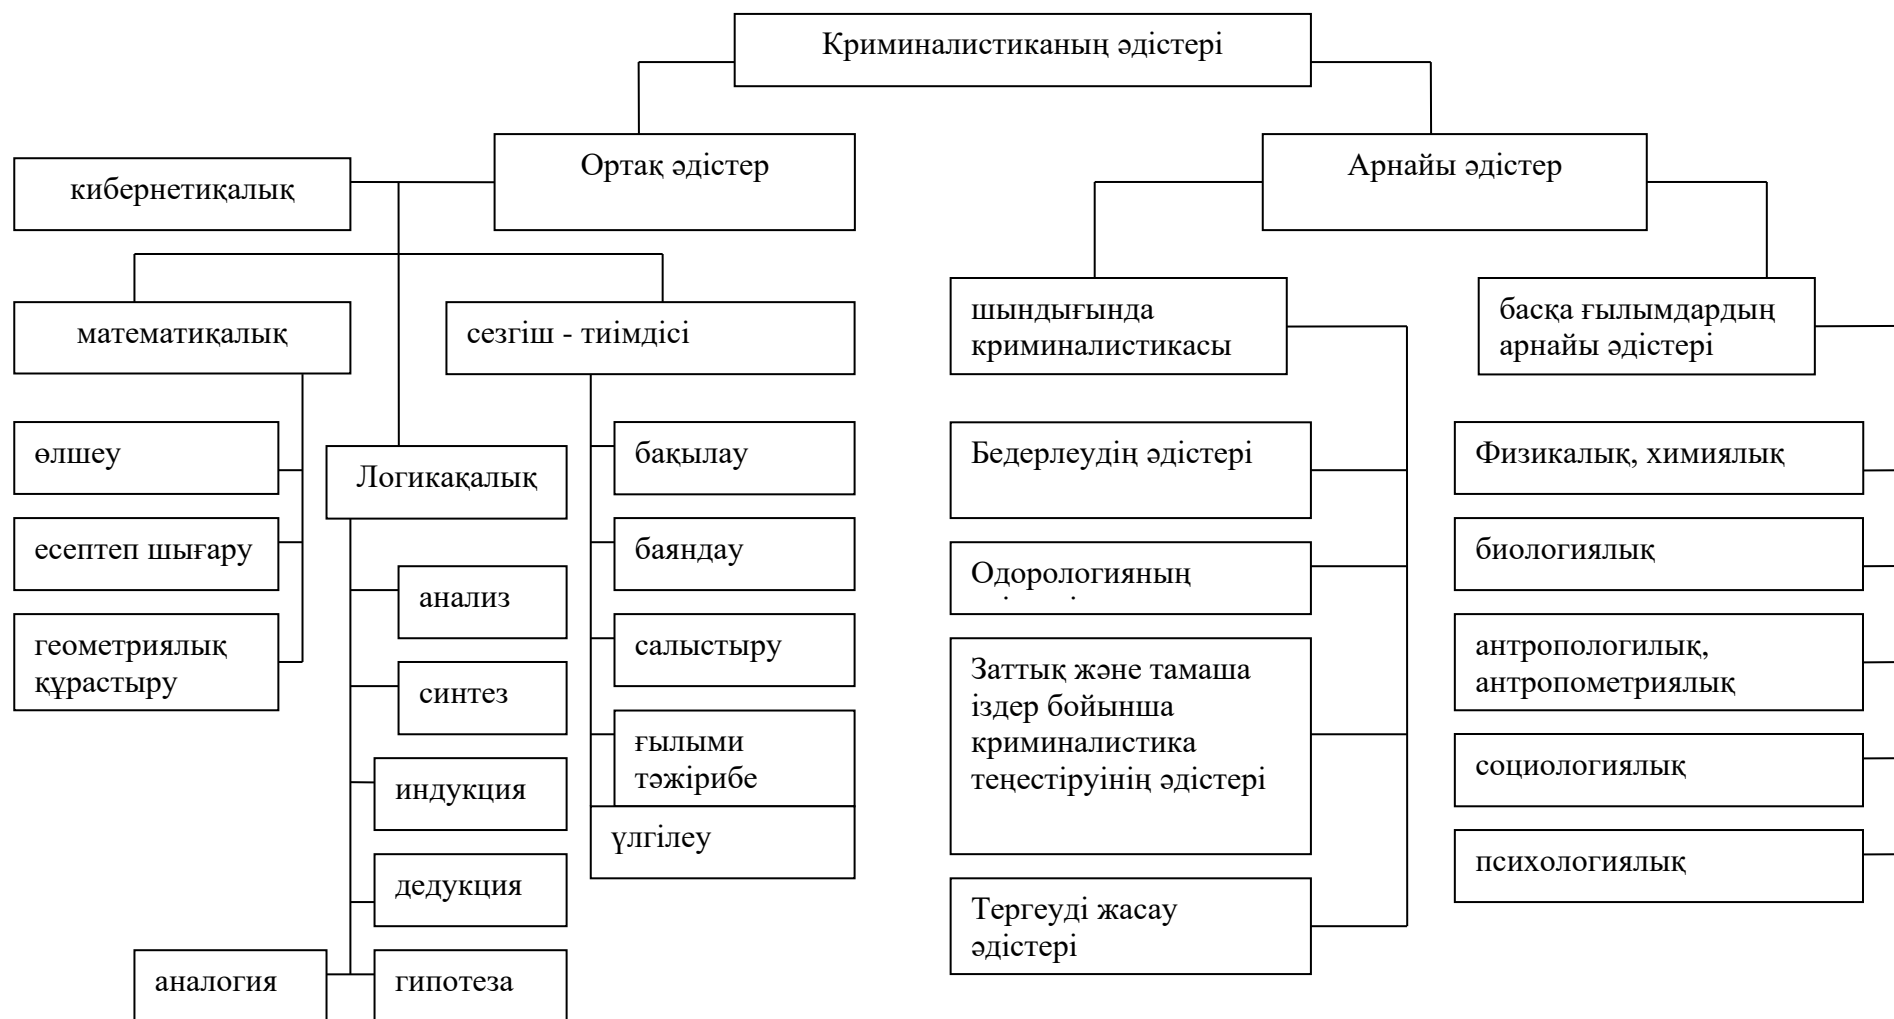 Криминалистиканың әдістері
Ортақ әдістер
Арнайы әдістер
кибернетиқалық
математиқалық
сезгіш - тиімдісі
шындығында
криминалистикасы
басқа ғылымдардың
арнайы әдістері
өлшеу
есептеп шығару
геометриялық
құрастыру
Логикақалық
анализ
синтез
индукция
дедукция
аналогия
гипотеза
бақылау
баяндау
салыстыру
ғылыми
тәжірибе
үлгілеу
Бедерлеудің әдістері
Одорологияның
Заттық және тамаша
іздер бойынша
криминалистика
теңестіруінің әдістері
Тергеуді жасау
әдістері
Физикалық, химиялық
биологиялық
антропологилық,
антропометриялық
социологиялық
психологиялық